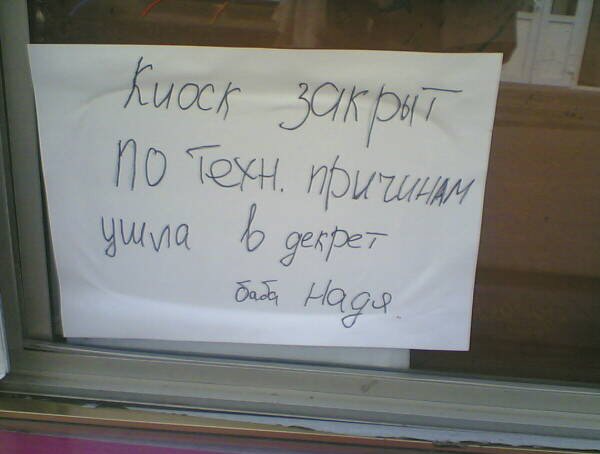 Киоск закрыт
по техн. причинам
ушла в декрет
баба Надя.